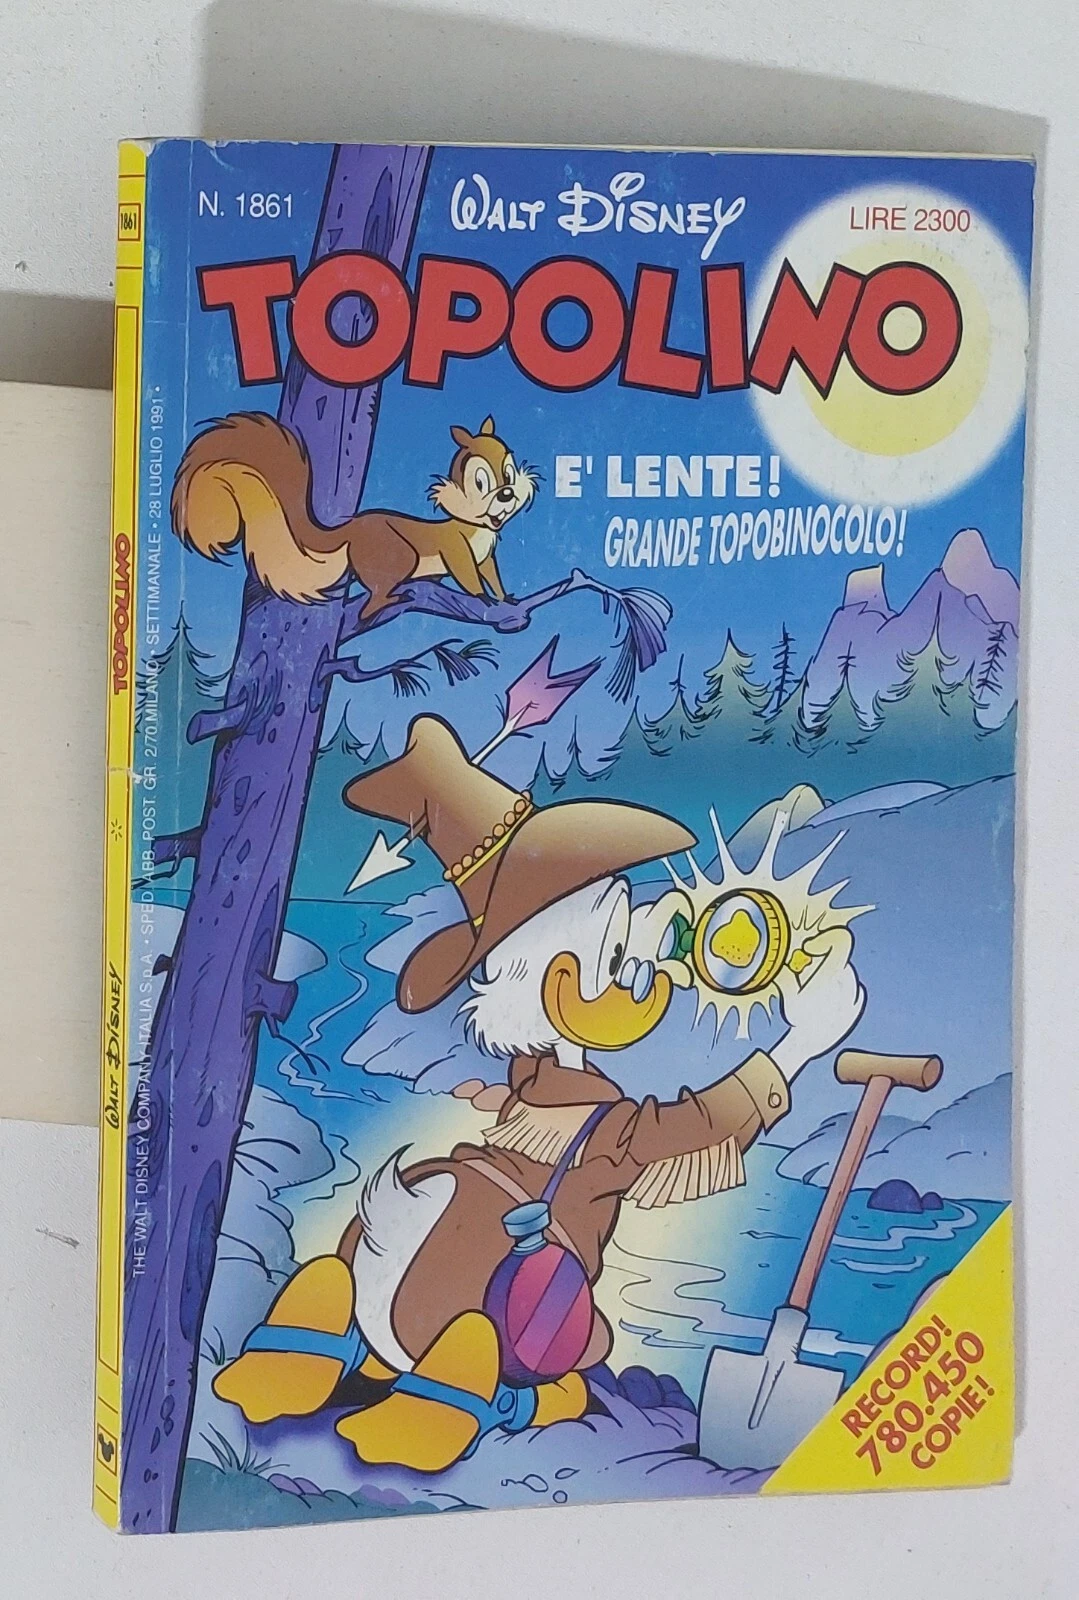 N. 1861
WALT DISNEY
LIRE 2300
TOPOLINO
E' LENTE!
GRANDE TOPOBINOCOLO!
RECORD!
780.450
COPIE!
THE WALT DISNEY COMPANY ITALIA S.p.A. • SPED. ABB. POST. GR. 2/70 MILANO • SETTIMANALE • 28 LUGLIO 1991 •
1861
TOPOLINO
WALT DISNEY